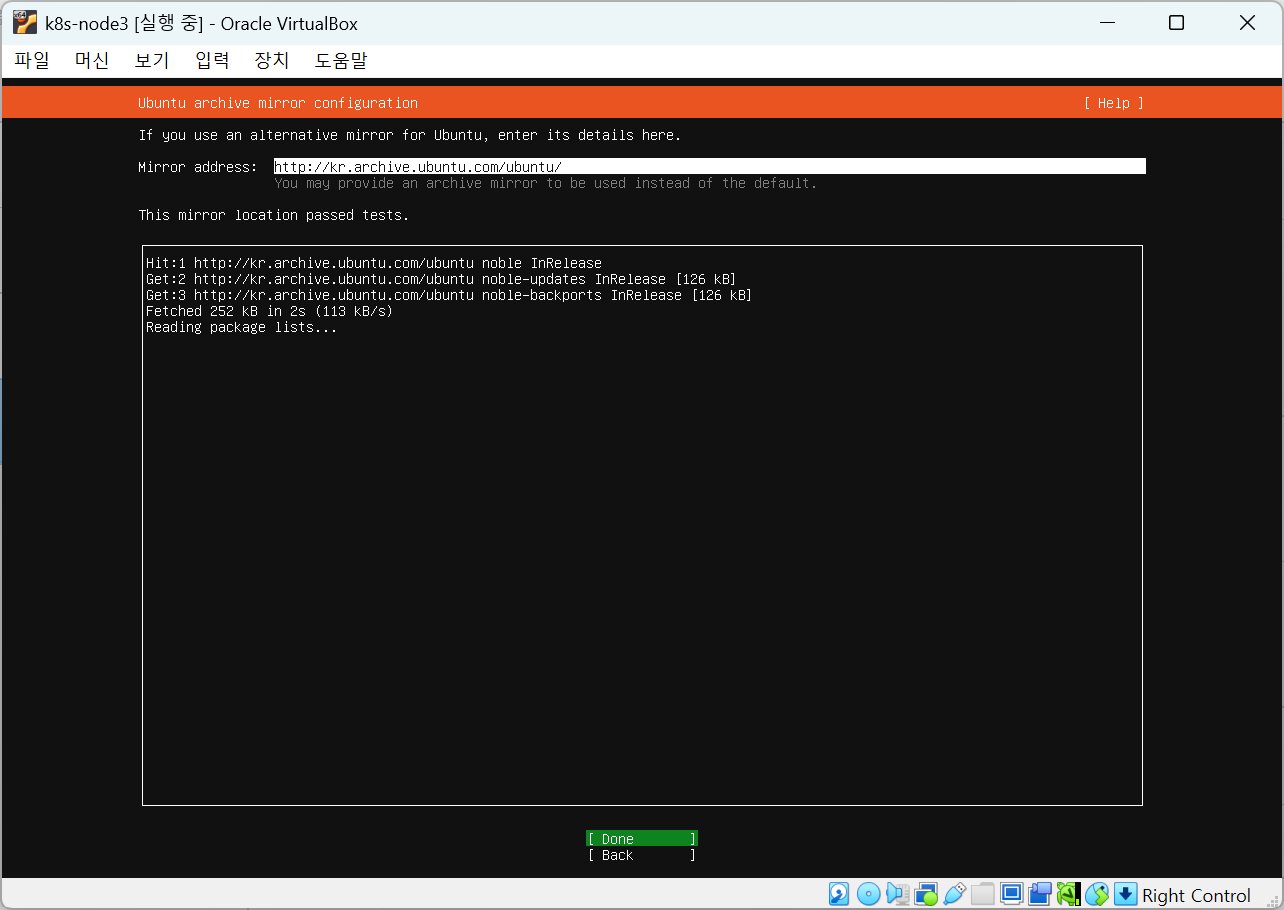 k8s-node3 [실행 중] - Oracle VirtualBox
파일 머신 보기 입력 장치 도움말
Ubuntu archive mirror configuration [ Help ]
If you use an alternative mirror for Ubuntu, enter its details here.
Mirror address: http://kr.archive.ubuntu.com/ubuntu/
You may provide an archive mirror to be used instead of the default.
This mirror location passed tests.
Hit:1 http://kr.archive.ubuntu.com/ubuntu noble InRelease
Get:2 http://kr.archive.ubuntu.com/ubuntu noble-updates InRelease [126 kB]
Get:3 http://kr.archive.ubuntu.com/ubuntu noble-backports InRelease [126 kB]
Fetched 252 kB in 2s (113 kB/s)
Reading package lists...
[ Done ]
[ Back ]
Right Control